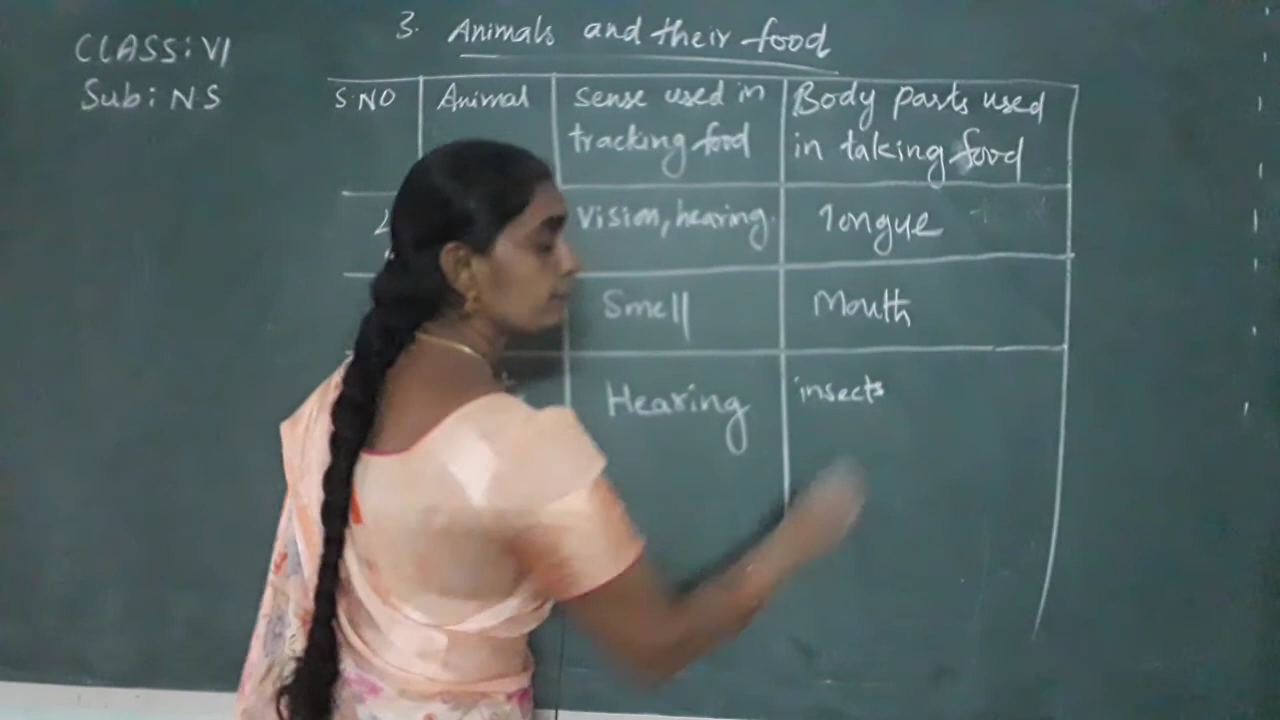 3. Animals and their food
CLASS: VI
Sub: NS
S.NO Animal Sense used in tracking food Body parts used in taking food
Vision, hearing. Tongue
Smell Mouth
Hearing insects